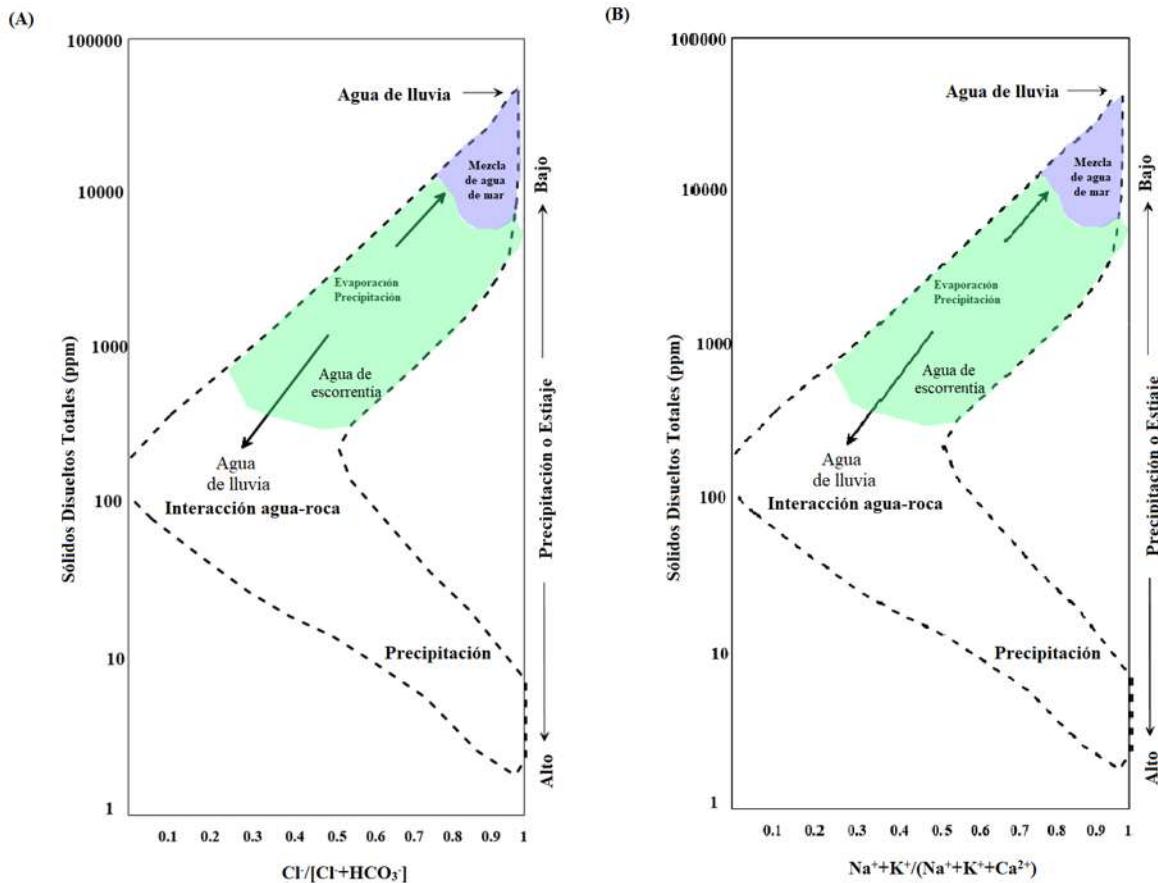 (A)
Sólidos Disueltos Totales (ppm)
100000
10000
1000
100
10
1
Agua de lluvia
Mezcla
de agua
de mar
Evaporación
Precipitación
Agua de
escorrentía
Agua
de lluvia
Interacción agua-roca
Precipitación
0.1 0.2 0.3 0.5 0.6 0.7 0.8 0.9 1
Cl-/[Cl-+HCO₃-]
Bajo
Precipitación o Estiaje
Alto
(B)
Sólidos Disueltos Totales (ppm)
100000
10000
1000
100
10
1
Agua de lluvia
Mezcla
de agua
de mar
Evaporación
Precipitación
Agua de
escorrentía
Agua
de lluvia
Interacción agua-roca
Precipitación
0.1 0.2 0.3 0.4 0.5 0.6 0.7 0.8 0.9 1
Na⁺+K⁺/(Na⁺+K⁺+Ca²⁺)
Bajo
Precipitación o Estiaje
Alto